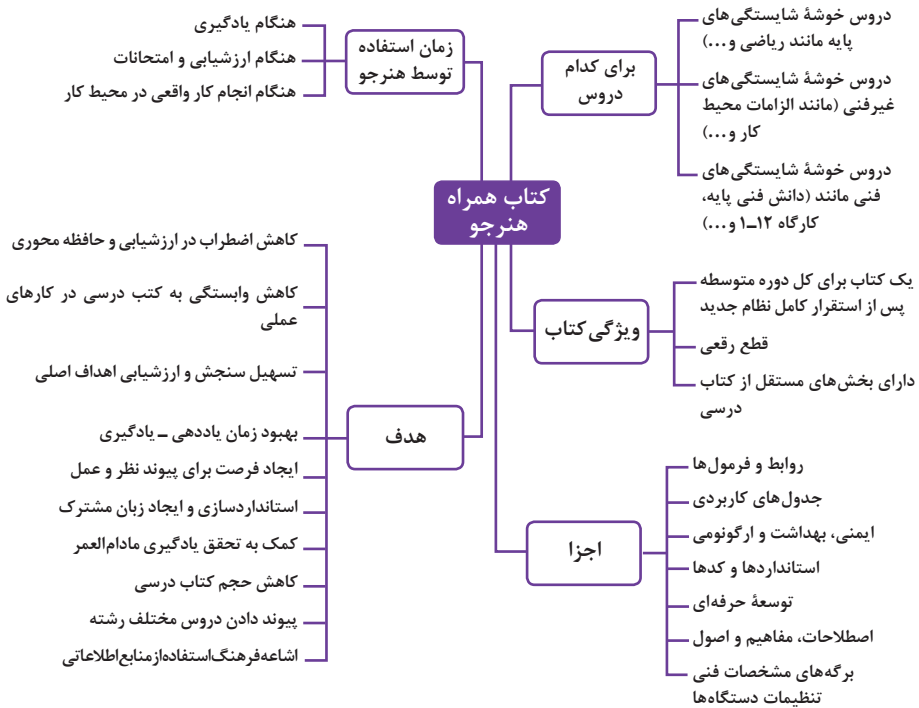 کتاب همراه
هنرجو
برای کدام
دروس
دروس خوشهٔ شایستگی‌های
پایه مانند ریاضی و...)
دروس خوشهٔ شایستگی‌های
غیرفنی (مانند الزامات محیط
کار و...)
دروس خوشهٔ شایستگی‌های
فنی مانند (دانش فنی پایه،
کارگاه ۱۲ـ۱ و...)
ویژگی کتاب
یک کتاب برای کل دوره متوسطه
پس از استقرار کامل نظام جدید
قطع رقعی
دارای بخش‌های مستقل از کتاب
درسی
اجزا
روابط و فرمول‌ها
جدول‌های کاربردی
ایمنی، بهداشت و ارگونومی
استانداردها و کدها
توسعهٔ حرفه‌ای
اصطلاحات، مفاهیم و اصول
برگه‌های مشخصات فنی
تنظیمات دستگاه‌ها
زمان استفاده
توسط هنرجو
هنگام یادگیری
هنگام ارزشیابی و امتحانات
هنگام انجام کار واقعی در محیط کار
هدف
کاهش اضطراب در ارزشیابی و حافظه محوری
کاهش وابستگی به کتب درسی در کارهای
عملی
تسهیل سنجش و ارزشیابی اهداف اصلی
بهبود زمان یاددهی ـ یادگیری
ایجاد فرصت برای پیوند نظر و عمل
استانداردسازی و ایجاد زبان مشترک
کمک به تحقق یادگیری مادام‌العمر
کاهش حجم کتاب درسی
پیوند دادن دروس مختلف رشته
اشاعه‌فرهنگ‌استفاده‌ازمنابع‌اطلاعاتی